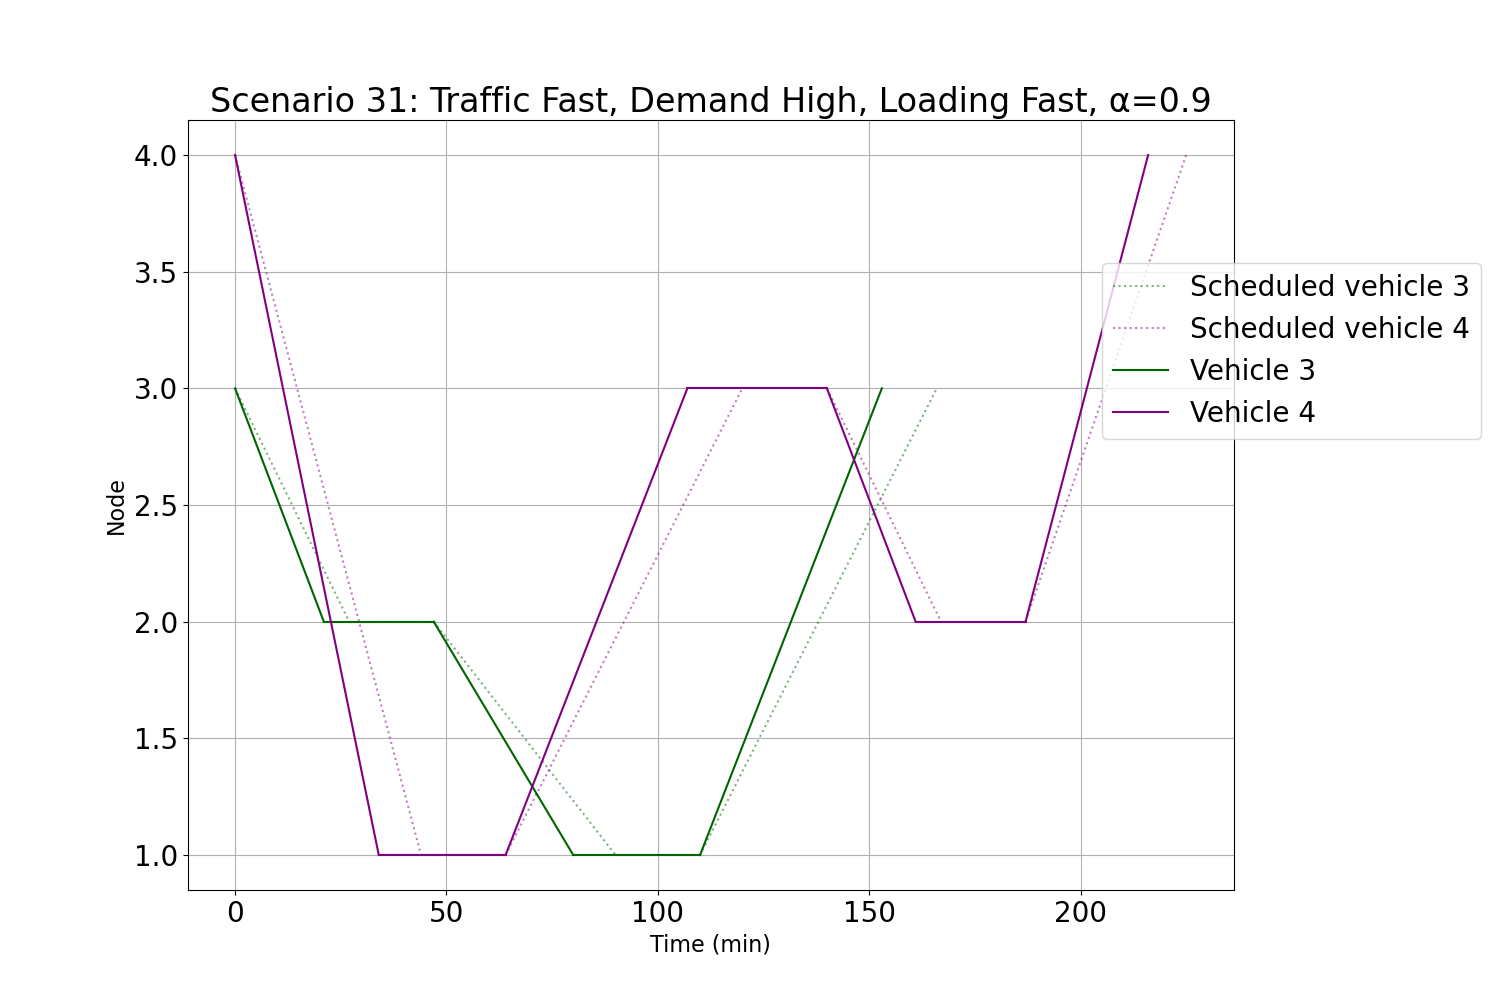 Scenario 31: Traffic Fast, Demand High, Loading Fast, α=0.9
4.0
3.5
3.0
2.5
2.0
1.5
1.0
Node
0 50 100 150 200
Time (min)
Scheduled vehicle 3
Scheduled vehicle 4
Vehicle 3
Vehicle 4